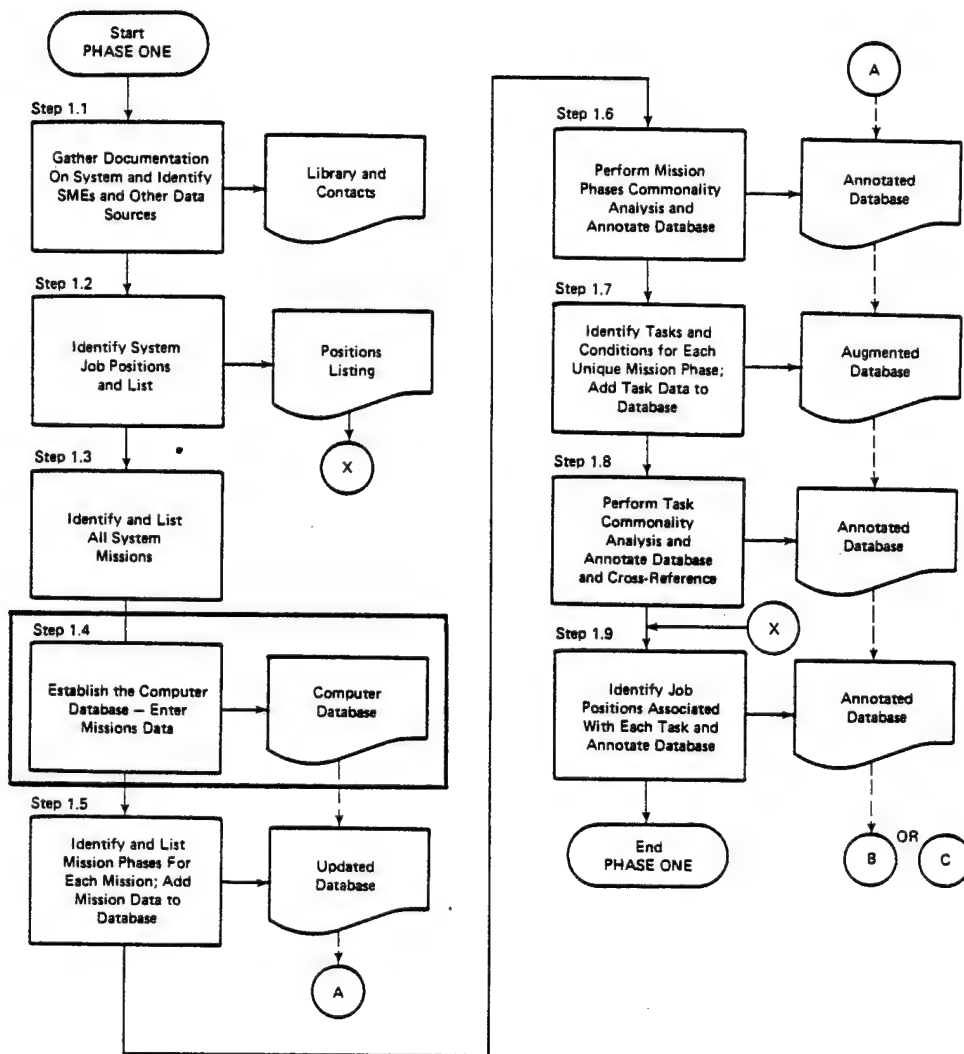 Start
PHASE ONE
Step 1.1
Gather Documentation
On System and Identify
SMEs and Other Data
Sources
Library and
Contacts
Step 1.2
Identify System
Job Positions
and List
Positions
Listing
X
Step 1.3
Identify and List
All System
Missions
Step 1.4
Establish the Computer
Database — Enter
Missions Data
Computer
Database
Step 1.5
Identify and List
Mission Phases For
Each Mission; Add
Mission Data to
Database
Updated
Database
A
A
Step 1.6
Perform Mission
Phases Commonality
Analysis and
Annotate Database
Annotated
Database
Step 1.7
Identify Tasks and
Conditions for Each
Unique Mission Phase;
Add Task Data to
Database
Augmented
Database
Step 1.8
Perform Task
Commonality
Analysis and
Annotate Database
and Cross-Reference
Annotated
Database
X
Step 1.9
Identify Job
Positions Associated
With Each Task and
Annotate Database
Annotated
Database
End
PHASE ONE
B
OR
C